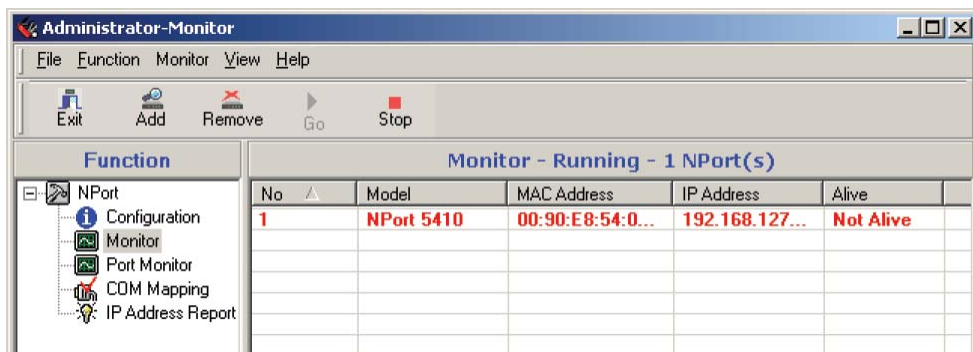 Administrator-Monitor
File Function Monitor View Help
Exit Add Remove Go Stop
Function
Monitor - Running - 1 NPort(s)
NPort
Configuration
Monitor
Port Monitor
COM Mapping
IP Address Report
No Model MAC Address IP Address Alive
1 NPort 5410 00:90:E8:54:0... 192.168.127... Not Alive